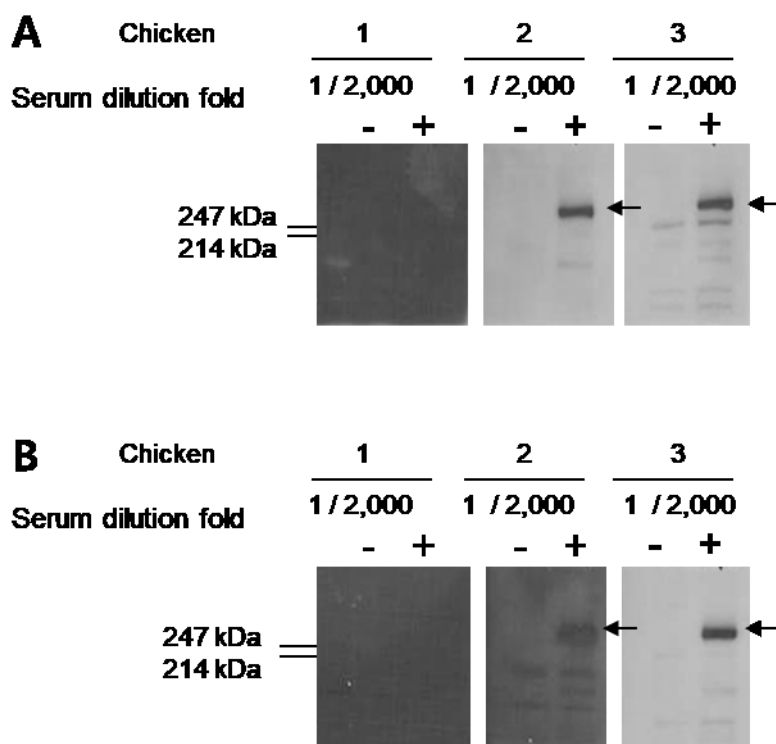 A Chicken 1 2 3
Serum dilution fold 1 / 2,000 1 / 2,000 1 / 2,000
- + - + - +
247 kDa
214 kDa
B Chicken 1 2 3
Serum dilution fold 1 / 2,000 1 / 2,000 1 / 2,000
- + - + - +
247 kDa
214 kDa